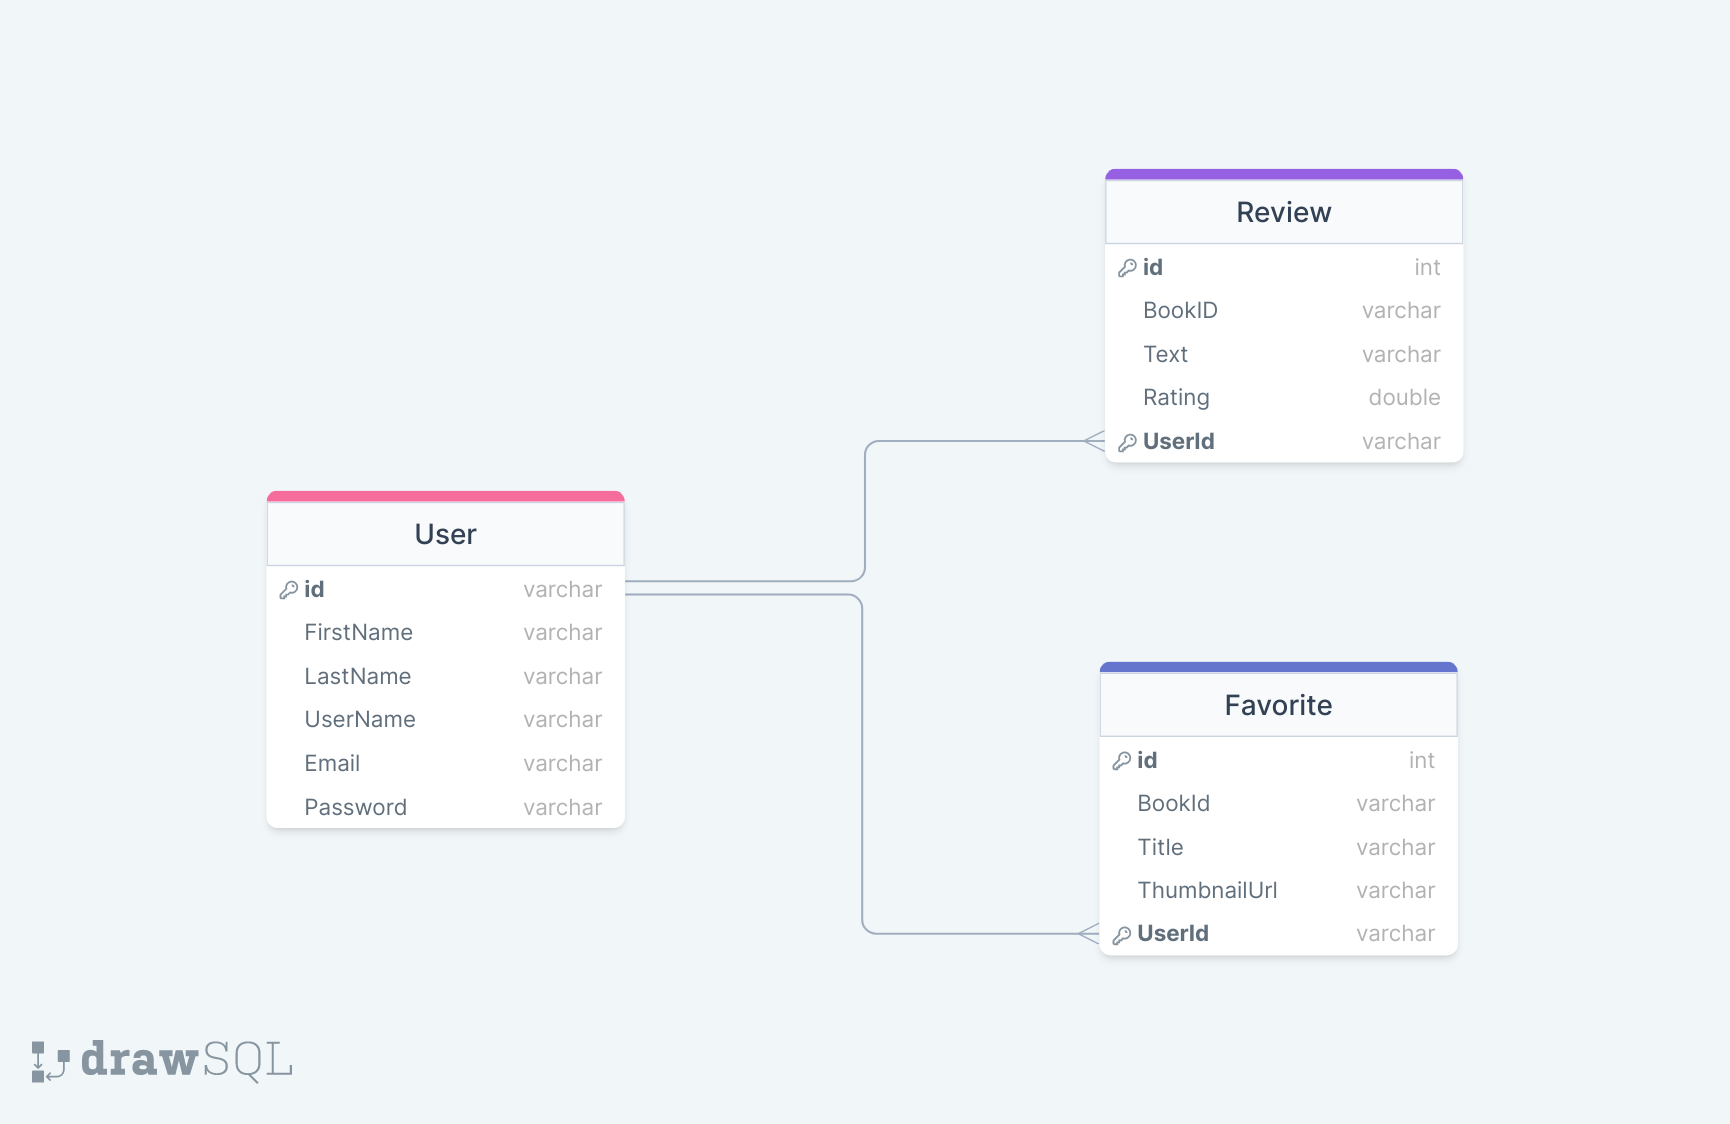 Review
id int
BookID varchar
Text varchar
Rating double
UserId varchar
User
id varchar
FirstName varchar
LastName varchar
UserName varchar
Email varchar
Password varchar
Favorite
id int
BookId varchar
Title varchar
ThumbnailUrl varchar
UserId varchar
drawSQL